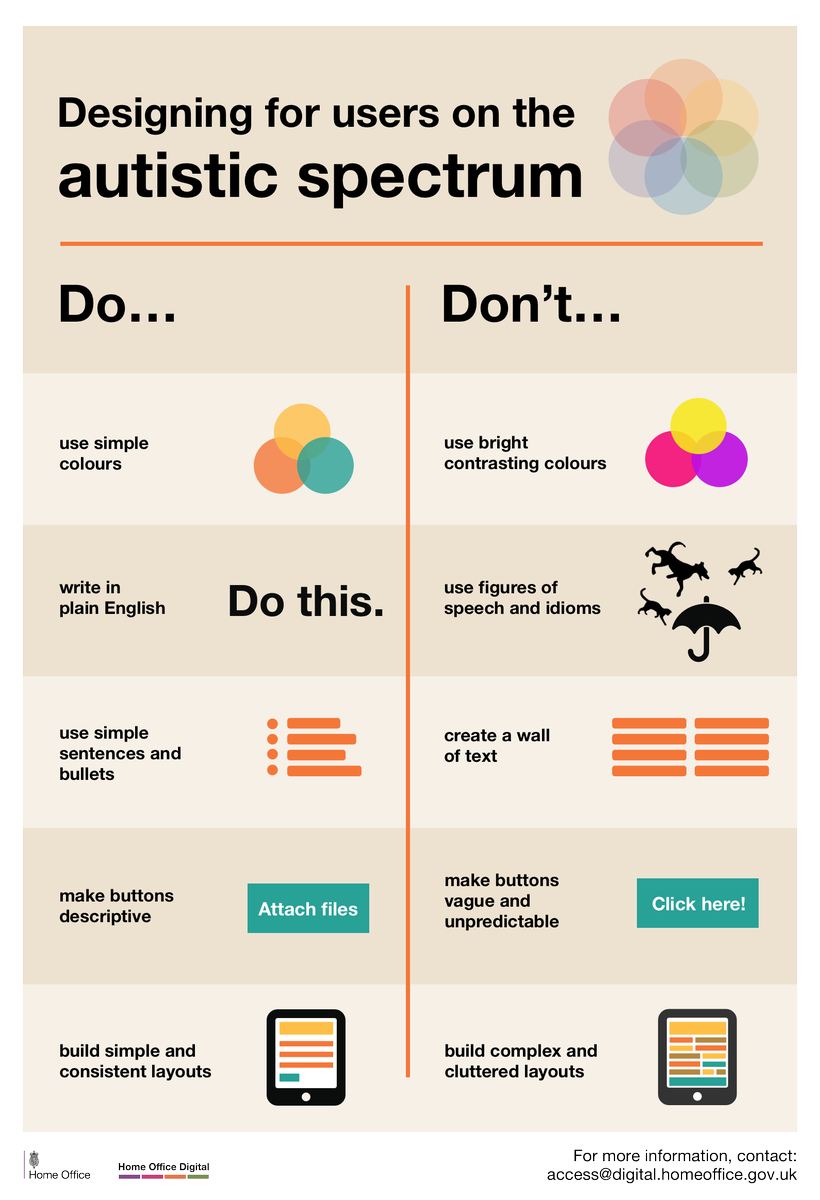 Designing for users on the
autistic spectrum
Do…
Don’t…
use simple
colours
use bright
contrasting colours
write in
plain English
Do this.
use figures of
speech and idioms
use simple
sentences and
bullets
create a wall
of text
make buttons
descriptive
Attach files
make buttons
vague and
unpredictable
Click here!
build simple and
consistent layouts
build complex and
cluttered layouts
Home Office
Home Office Digital
For more information, contact:
access@digital.homeoffice.gov.uk